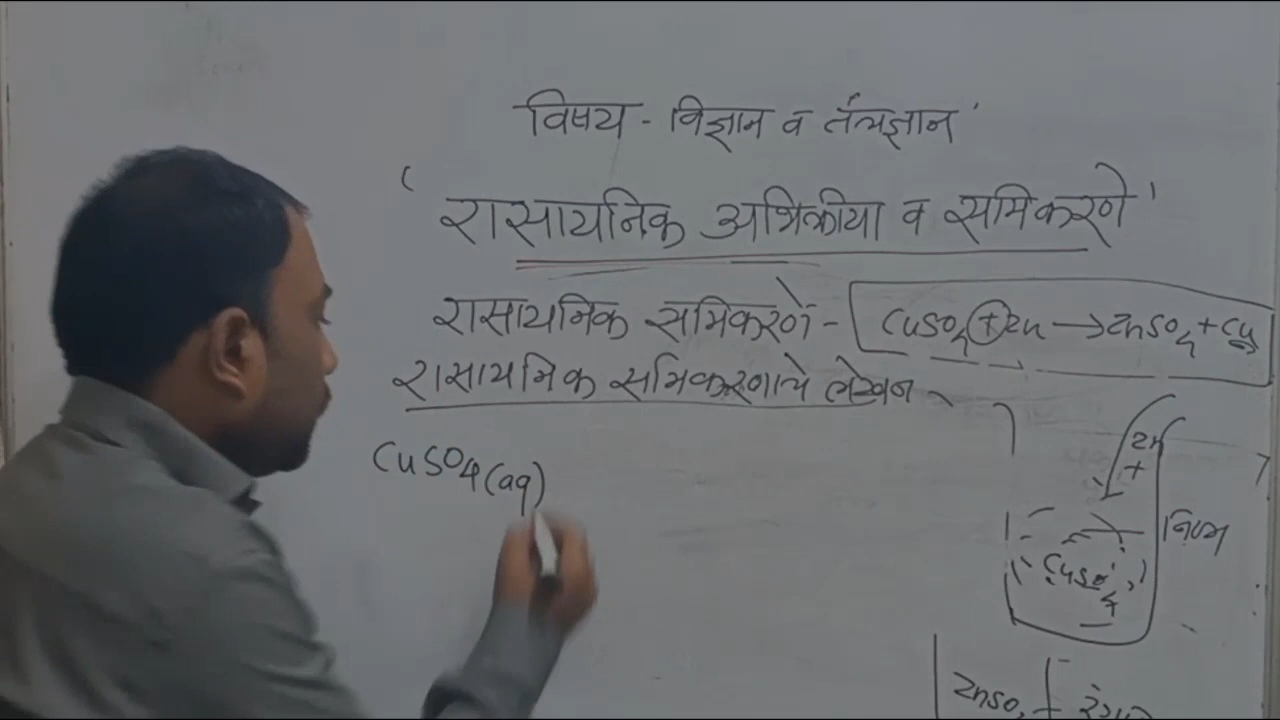 विषय - विज्ञान व तंत्रज्ञान
'रासायनिक अभिक्रीया व समिकरणे'
रासायनिक समिकरणे - CuSO4 + Zn → ZnSO4 + Cu
रासायनिक समिकरणाचे लेखन
CuSO4(aq)
Zn
+
CuSO4
ZnSO